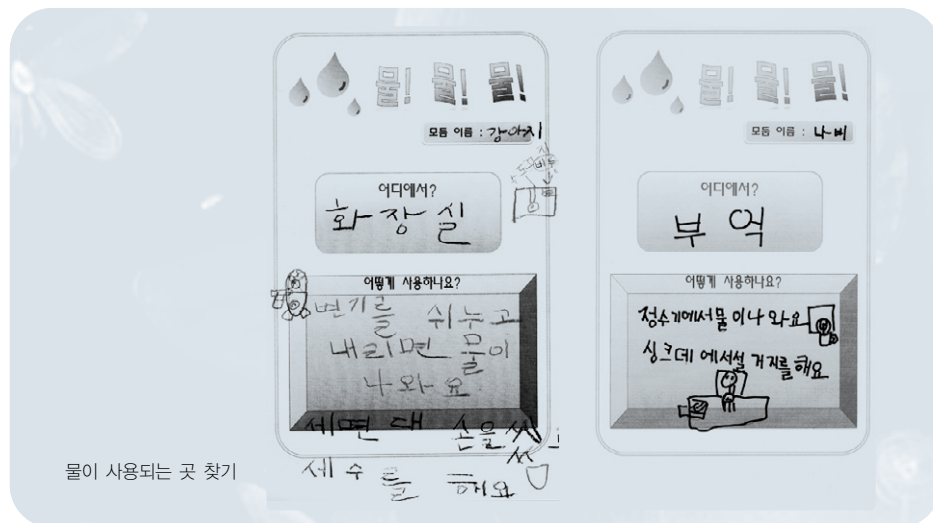 물! 물! 물!
모둠 이름 : 강아지
어디에서?
화장실
어떻게 사용하나요?
변기를 쉬누고
내리면 물이
나와요.
세면대 손을 씻고
세수를 해요
물! 물! 물!
모둠 이름 : 나비
어디에서?
부엌
어떻게 사용하나요?
정수기에서 물이 나와요
싱크데에서 설거지를 해요
물이 사용되는 곳 찾기